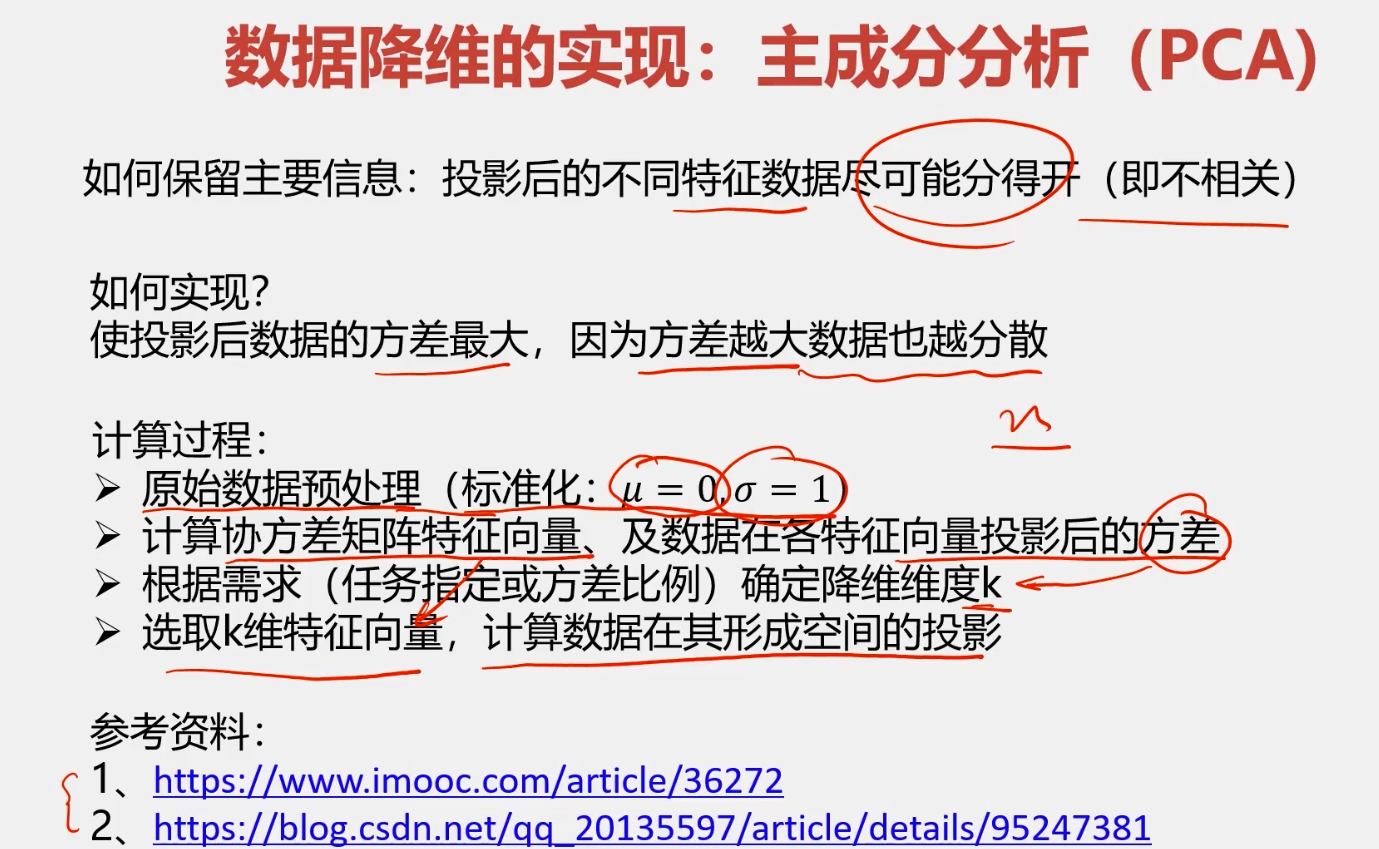 数据降维的实现：主成分分析（PCA）
如何保留主要信息：投影后的不同特征数据尽可能分得开（即不相关）
如何实现？
使投影后数据的方差最大，因为方差越大数据也越分散
计算过程：
n
➢ 原始数据预处理（标准化：μ = 0, σ = 1）
➢ 计算协方差矩阵特征向量、及数据在各特征向量投影后的方差
➢ 根据需求（任务指定或方差比例）确定降维维度k
➢ 选取k维特征向量，计算数据在其形成空间的投影
参考资料：
1、https://www.imooc.com/article/36272
2、https://blog.csdn.net/qq_20135597/article/details/95247381